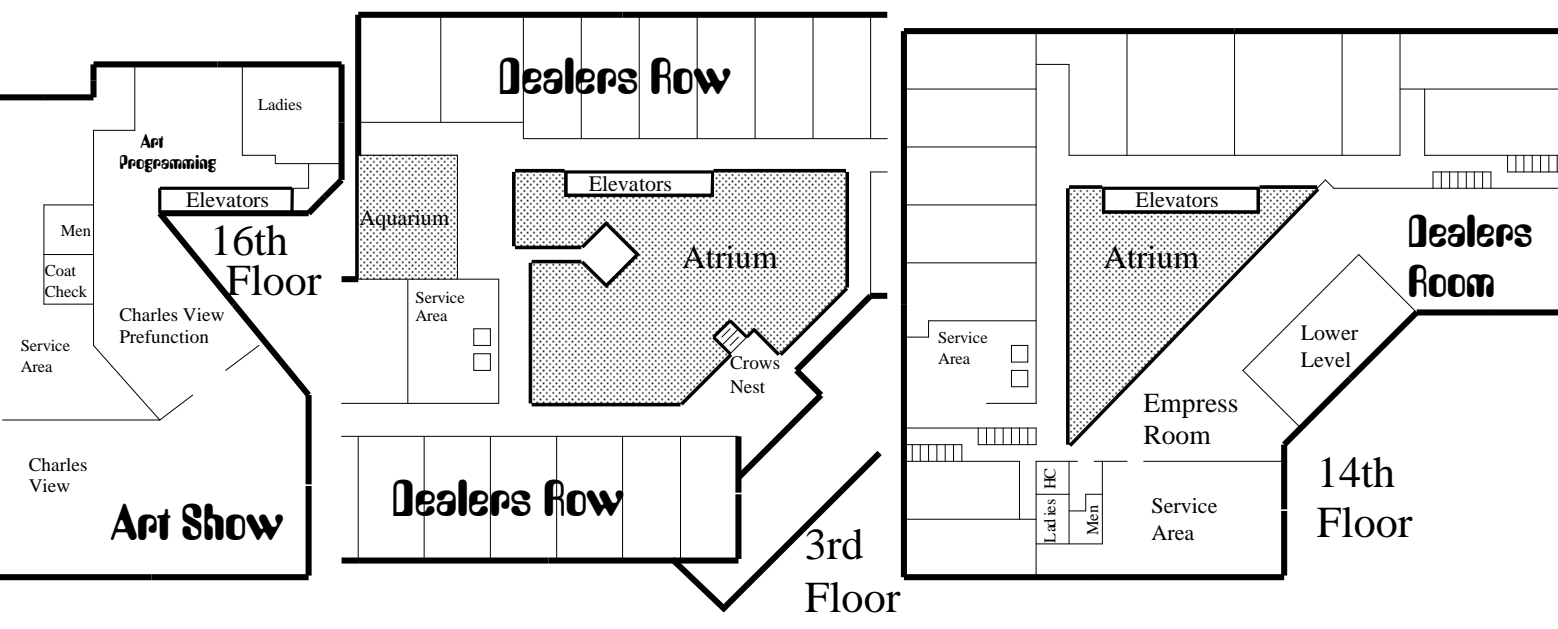 Ladies
Art
Programming
Elevators
16th
Floor
Men
Coat
Check
Charles View
Prefunction
Service
Area
Charles
View
Art Show
Dealers Row
Elevators
Aquarium
Atrium
Service
Area
Crows
Nest
Dealers Row
3rd
Floor
Elevators
Atrium
Dealers
Room
Service
Area
Lower
Level
Empress
Room
HC
Ladies
Men
Service
Area
14th
Floor